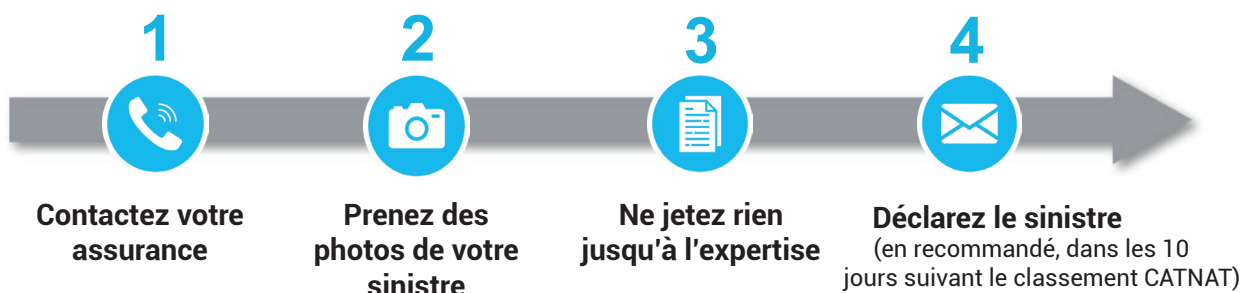 1
2
3
4
Contactez votre
assurance
Prenez des
photos de votre
sinistre
Ne jetez rien
jusqu'à l'expertise
Déclarez le sinistre
(en recommandé, dans les 10
jours suivant le classement CATNAT)